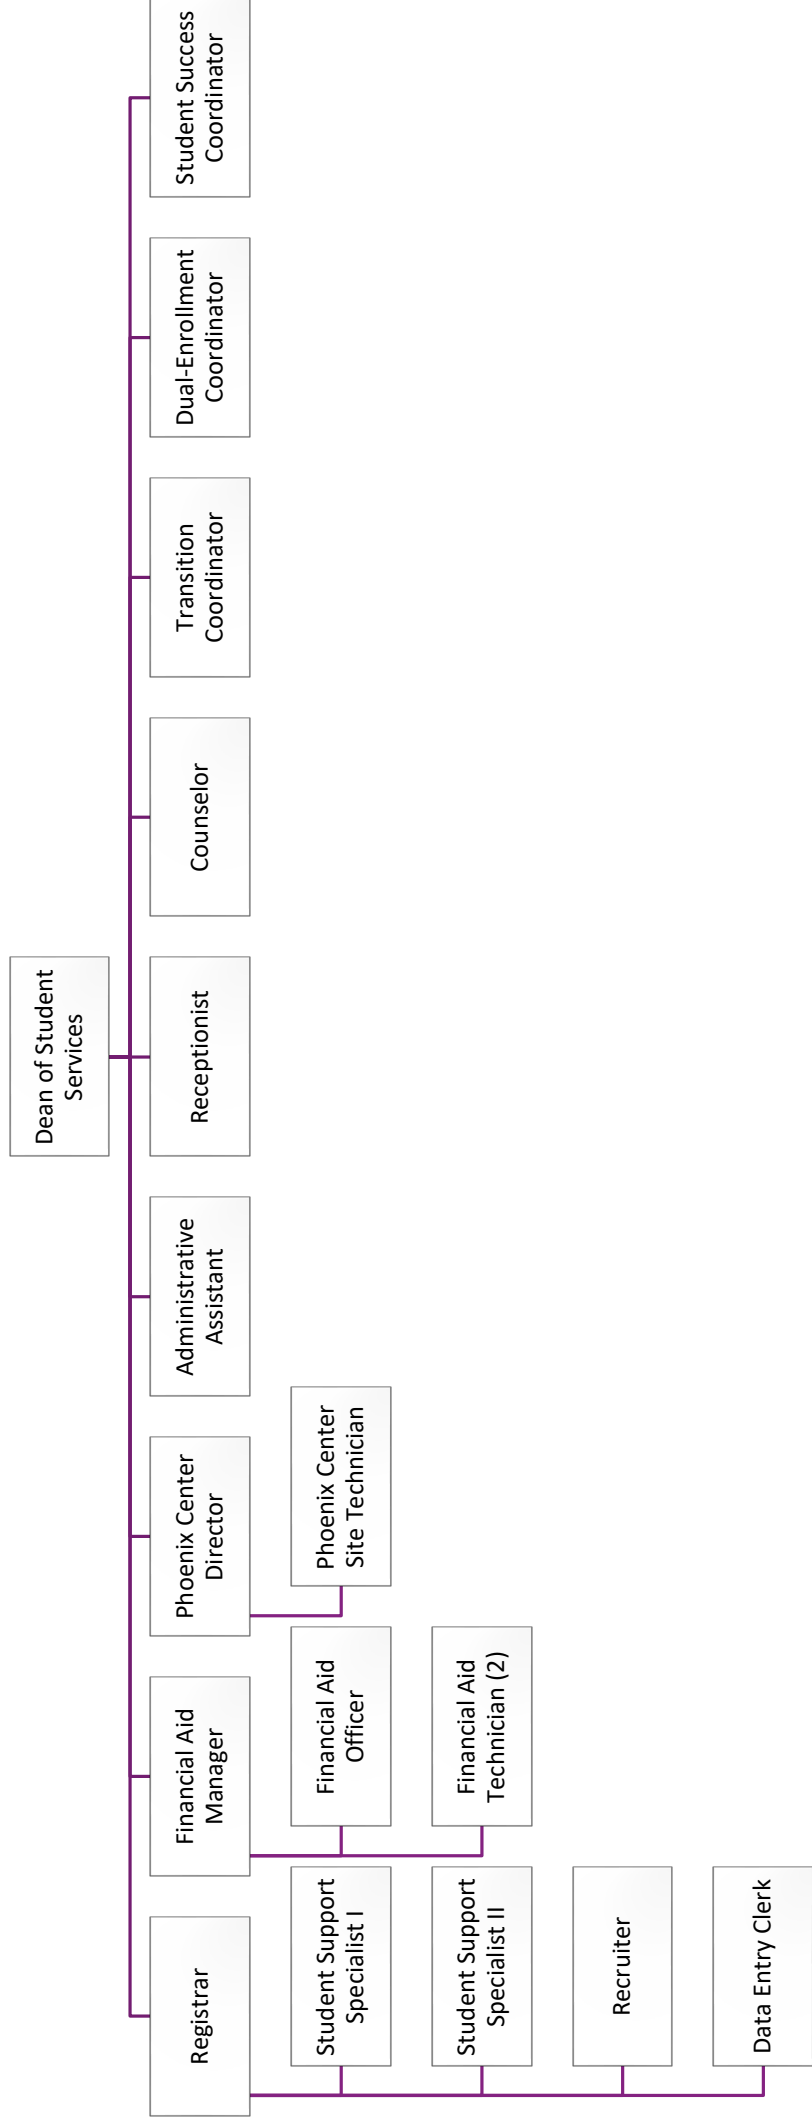 Dean of Student
Services
Registrar
Financial Aid
Manager
Phoenix Center
Director
Administrative
Assistant
Receptionist
Counselor
Transition
Coordinator
Dual-Enrollment
Coordinator
Student Success
Coordinator
Student Support
Specialist I
Financial Aid
Officer
Phoenix Center
Site Technician
Student Support
Specialist II
Financial Aid
Technician (2)
Recruiter
Data Entry Clerk